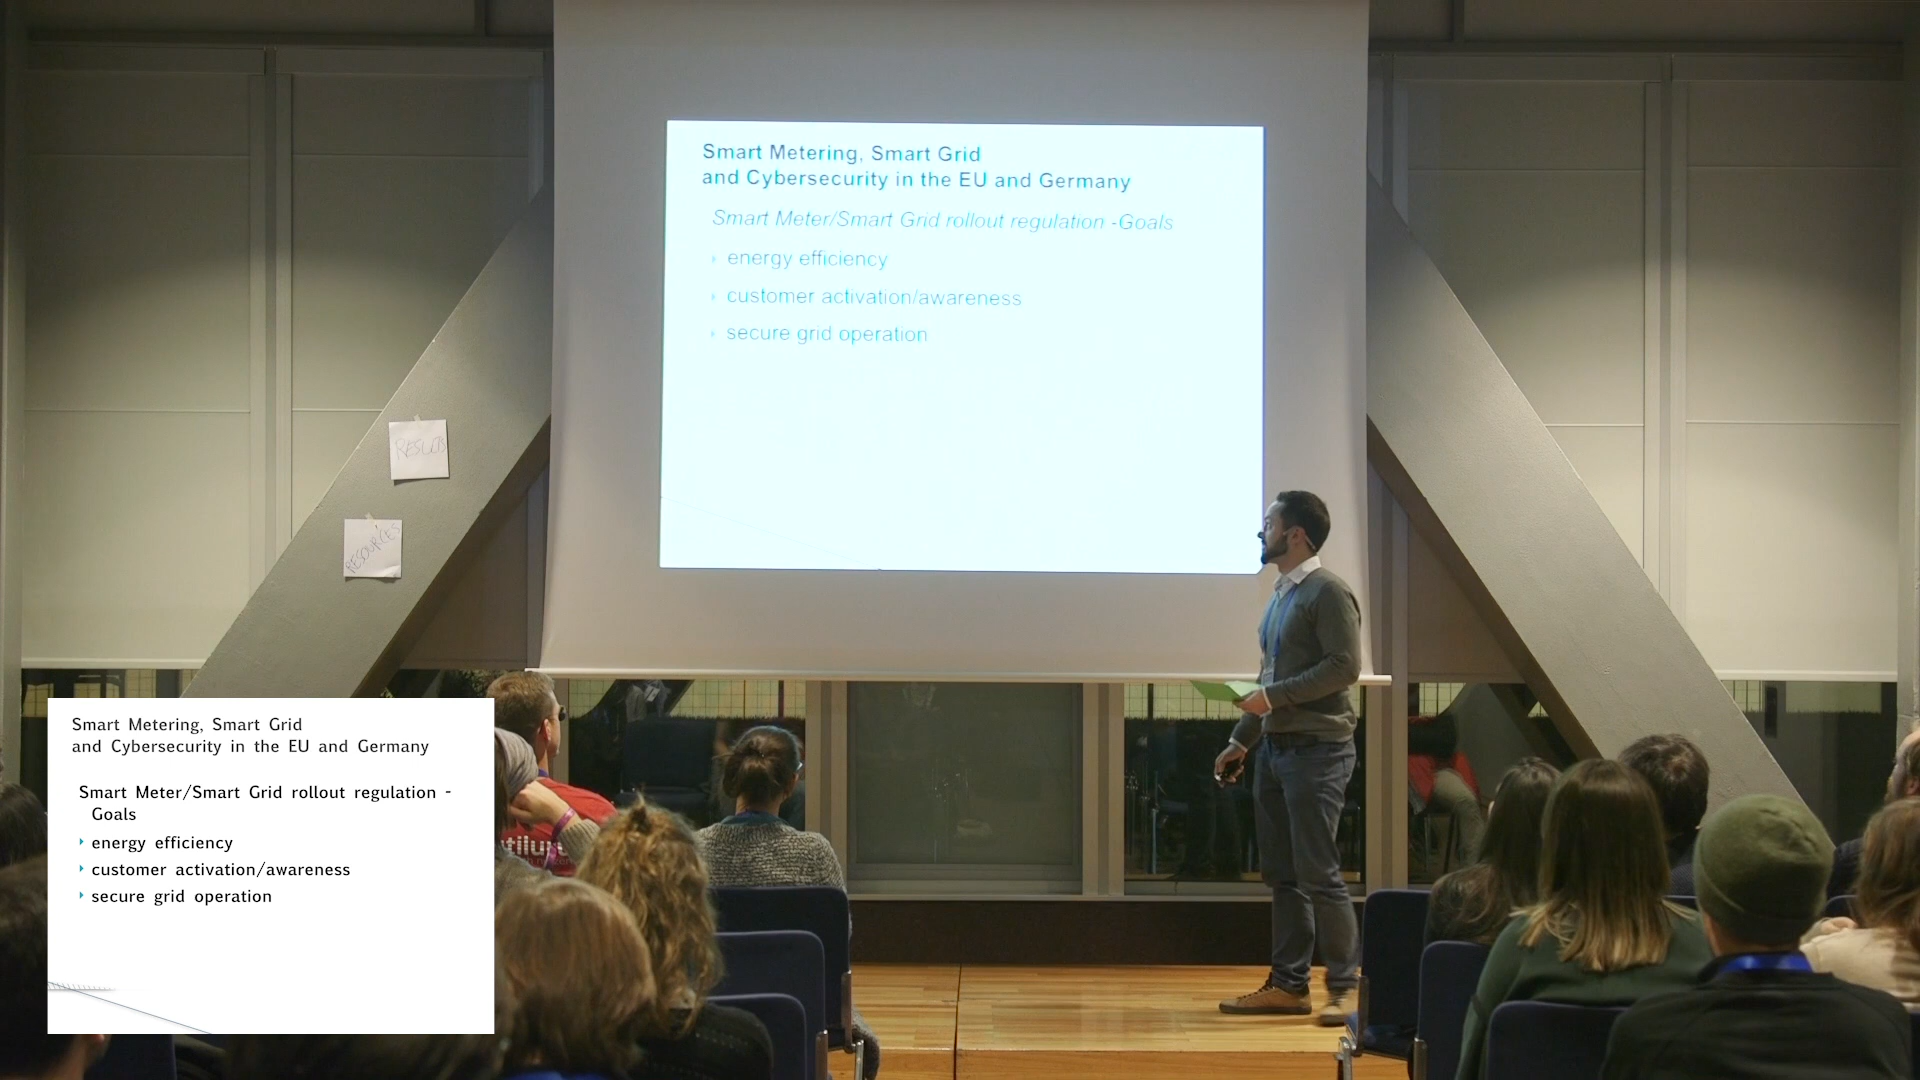 Smart Metering, Smart Grid
and Cybersecurity in the EU and Germany
Smart Meter/Smart Grid rollout regulation -Goals
energy efficiency
customer activation/awareness
secure grid operation
RESOURCES
Smart Metering, Smart Grid
and Cybersecurity in the EU and Germany
Smart Meter/Smart Grid rollout regulation -
Goals
energy efficiency
customer activation/awareness
secure grid operation